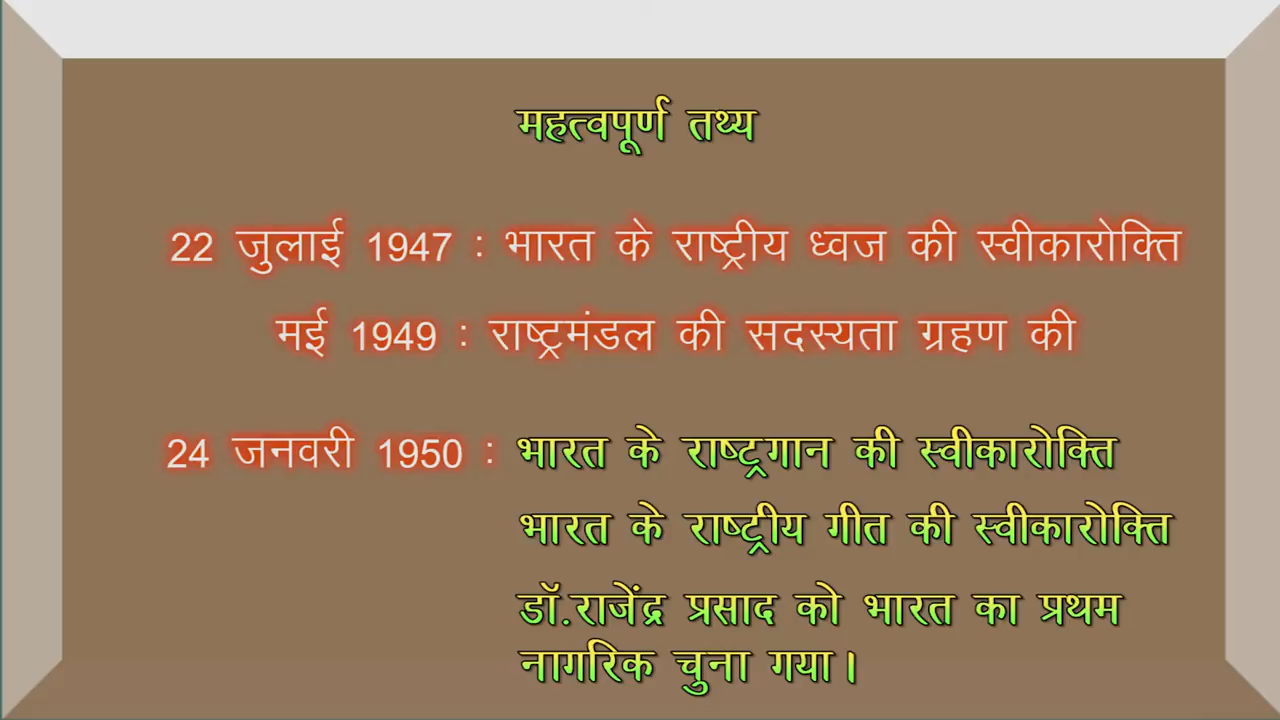 महत्वपूर्ण तथ्य
22 जुलाई 1947 : भारत के राष्ट्रीय ध्वज की स्वीकारोक्ति
मई 1949 : राष्ट्रमंडल की सदस्यता ग्रहण की
24 जनवरी 1950 : भारत के राष्ट्रगान की स्वीकारोक्ति
भारत के राष्ट्रीय गीत की स्वीकारोक्ति
डॉ.राजेंद्र प्रसाद को भारत का प्रथम
नागरिक चुना गया।